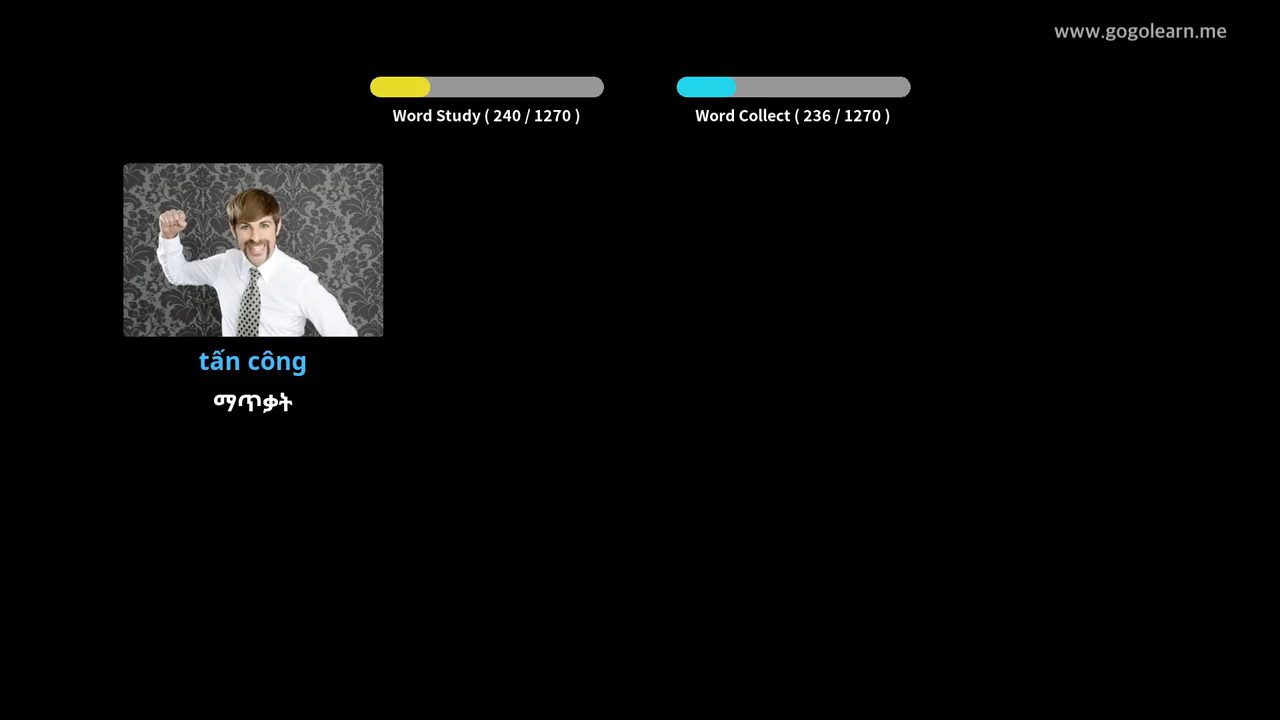 www.gogolearn.me
Word Study ( 240 / 1270 )
Word Collect ( 236 / 1270 )
tấn công
ማጥቃት